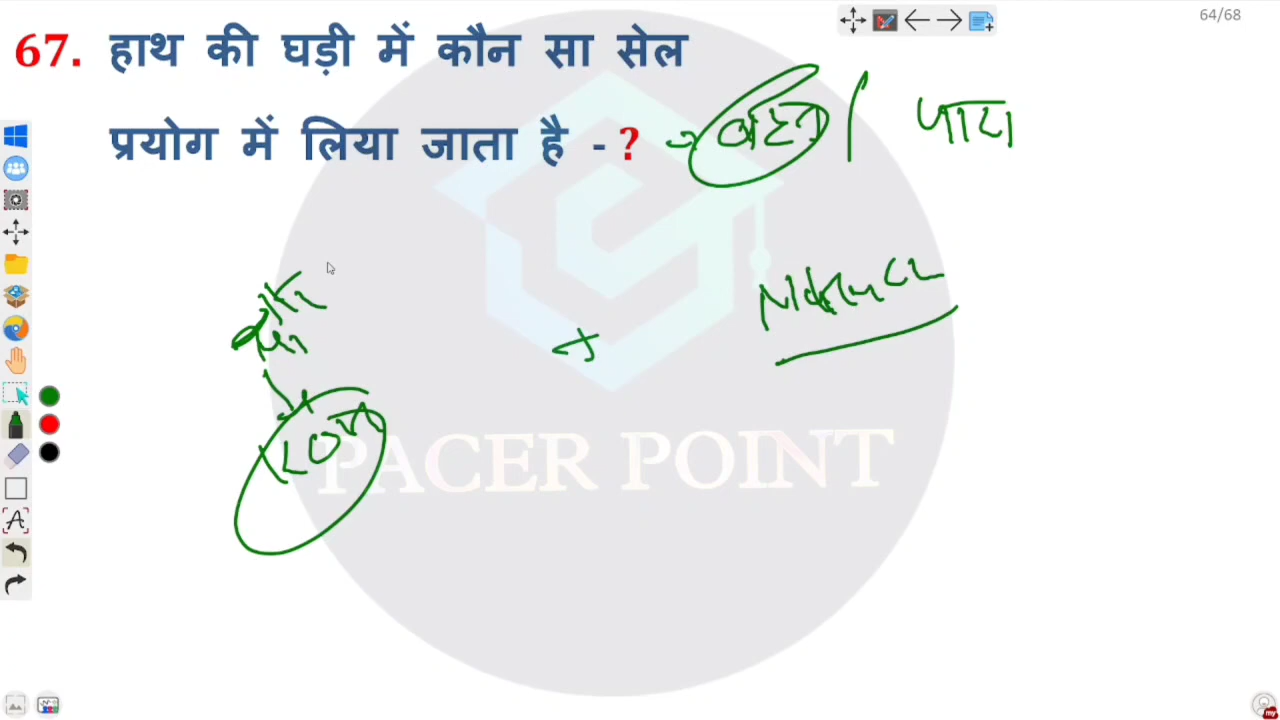 64/68
67. हाथ की घड़ी में कौन सा सेल
प्रयोग में लिया जाता है - ?
पारा
PACER POINT